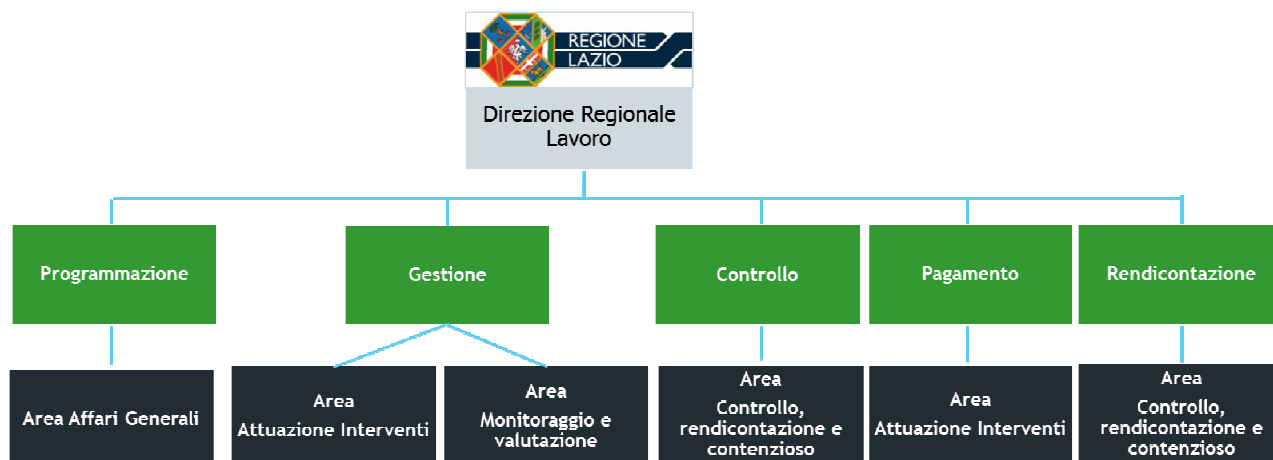 REGIONE
LAZIO
Direzione Regionale
Lavoro
Programmazione
Gestione
Controllo
Pagamento
Rendicontazione
Area Affari Generali
Area
Attuazione Interventi
Area
Monitoraggio e
valutazione
Area
Controllo,
rendicontazione e
contenzioso
Area
Attuazione Interventi
Area
Controllo,
rendicontazione e
contenzioso